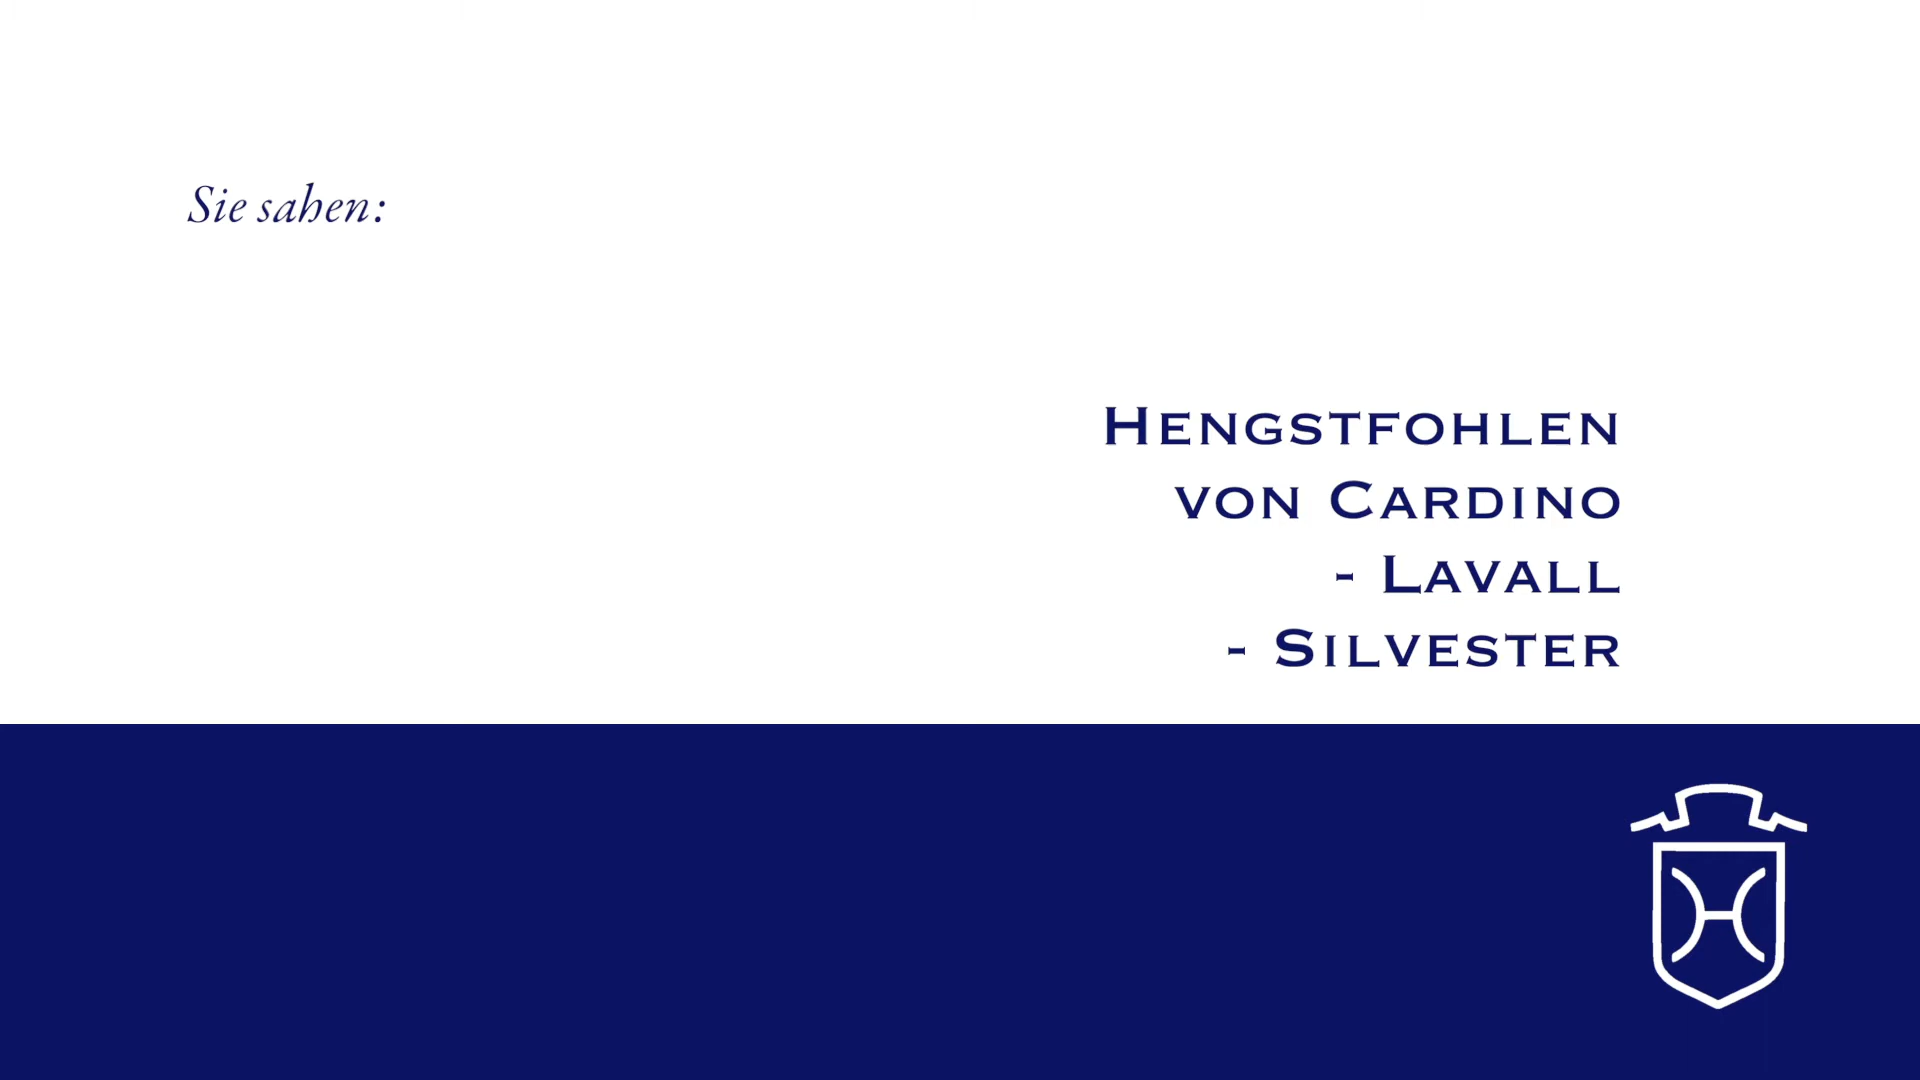 Sie sahen:
Hengstfohlen
von Cardino
- Lavall
- Silvester